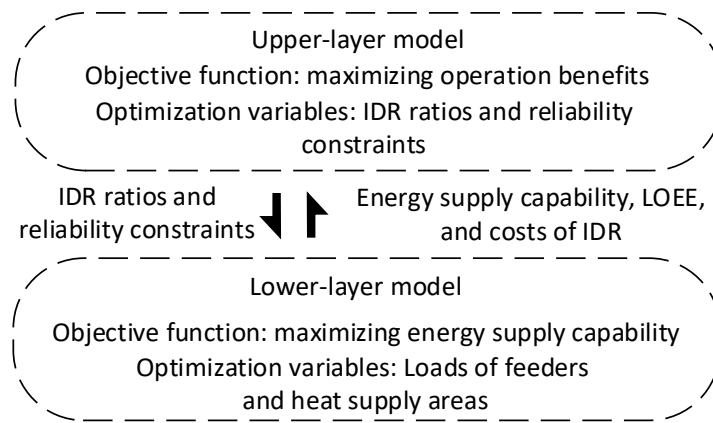 Upper-layer model
Objective function: maximizing operation benefits
Optimization variables: IDR ratios and reliability
constraints
IDR ratios and
reliability constraints
Energy supply capability, LOEE,
and costs of IDR
Lower-layer model
Objective function: maximizing energy supply capability
Optimization variables: Loads of feeders
and heat supply areas